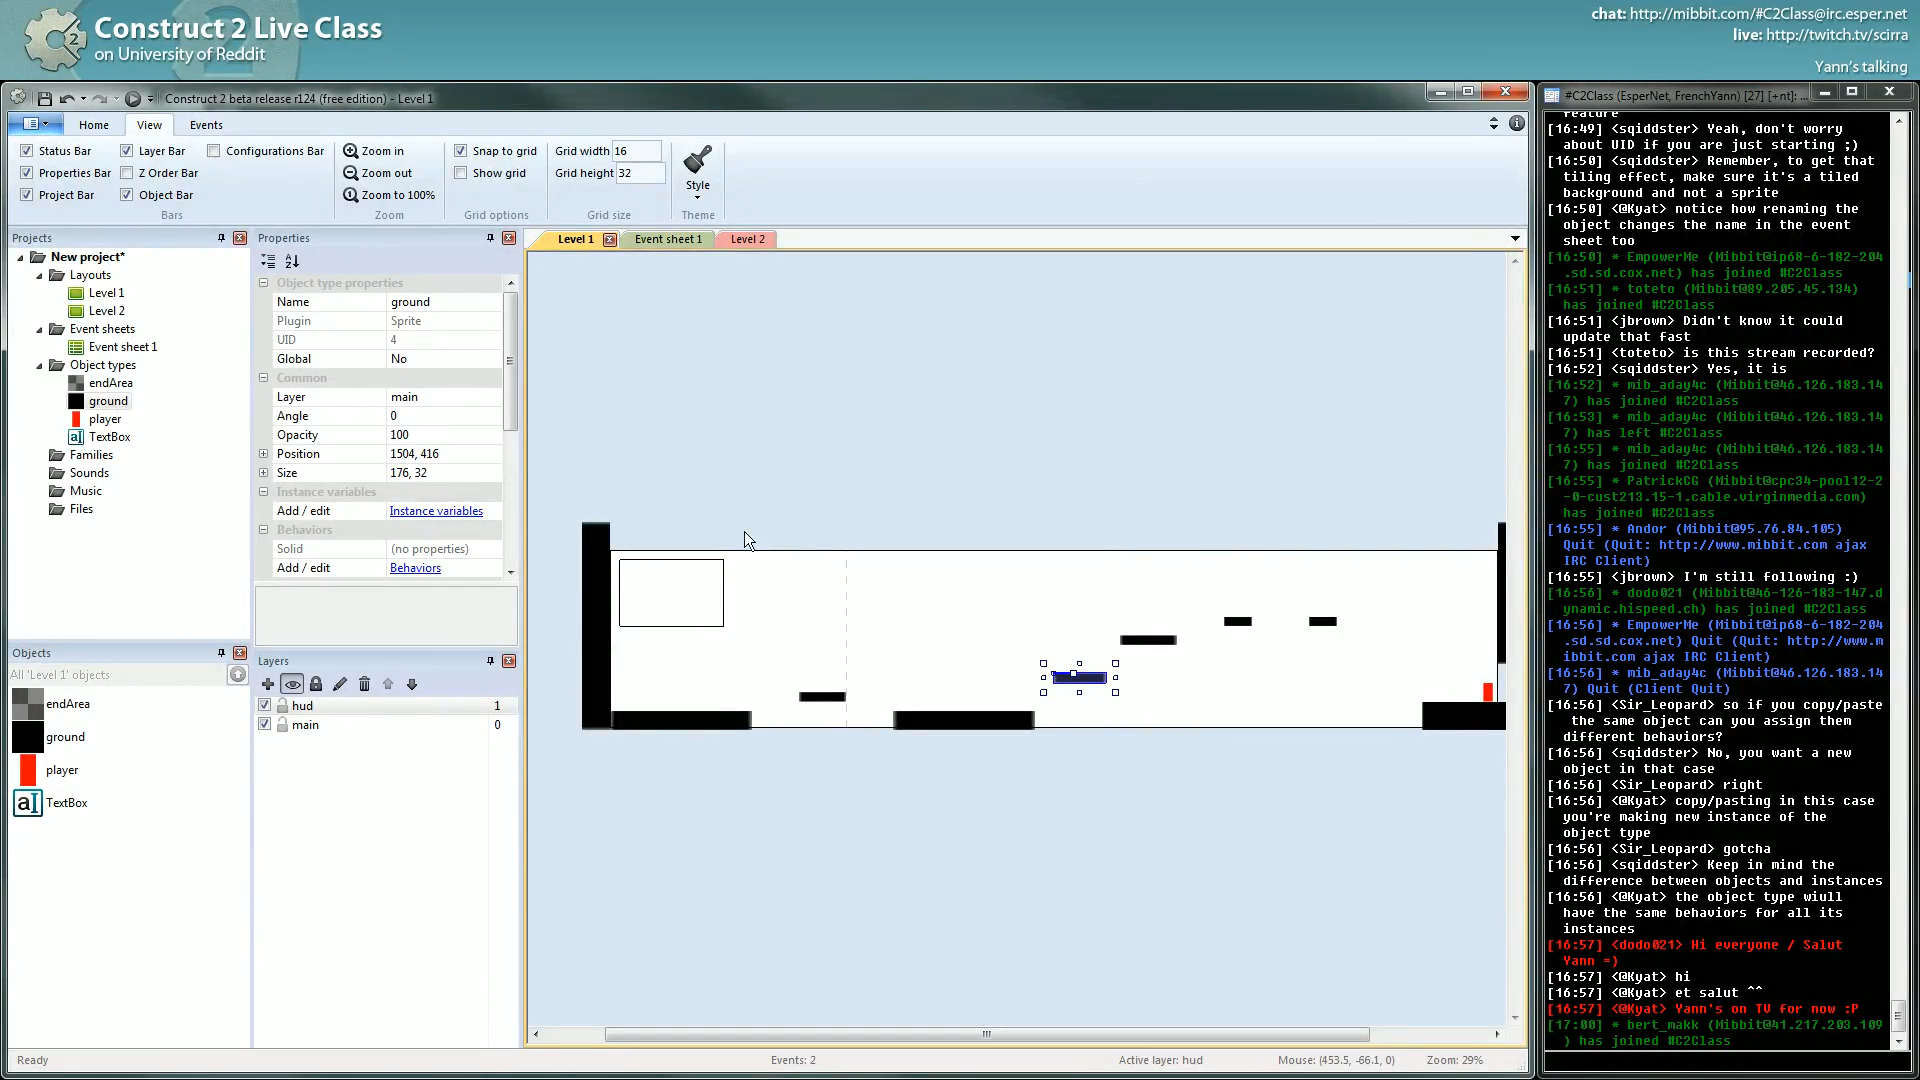 Construct 2 Live Class
on University of Reddit
chat: http://mibbit.com/#C2Class@irc.esper.net
live: http://twitch.tv/scirra
Yann's talking
Construct 2 beta release r124 (free edition) - Level 1
Home View Events
Status Bar Layer Bar Configurations Bar
Properties Bar Z Order Bar
Project Bar Object Bar
Bars
Zoom in
Zoom out
Zoom to 100%
Zoom
Snap to grid
Show grid
Grid options
Grid width 16
Grid height 32
Grid size
Style
Theme
Projects
New project*
Layouts
Level 1
Level 2
Event sheets
Event sheet 1
Object types
endArea
ground
player
TextBox
Families
Sounds
Music
Files
Properties
Object type properties
Name ground
Plugin Sprite
UID 4
Global No
Common
Layer main
Angle 0
Opacity 100
Position 1504, 416
Size 176, 32
Instance variables
Add / edit Instance variables
Behaviors
Solid (no properties)
Add / edit Behaviors
Level 1 Event sheet 1 Level 2
Objects
All 'Level 1' objects
endArea
ground
player
TextBox
Layers
hud 1
main 0
Ready Events: 2 Active layer: hud Mouse: (453.5, -66.1, 0) Zoom: 29%
#C2Class (EsperNet, FrenchYann) [27] [+nt]: ...
feature
[16:49] <sqiddster> Yeah, don't worry
about UID if you are just starting ;)
[16:50] <sqiddster> Remember, to get that
tiling effect, make sure it's a tiled
background and not a sprite
[16:50] <@Kyat> notice how renaming the
object changes the name in the event
sheet too
[16:50] * EmpowerMe (Mibbit@ip68-6-182-204
.sd.sd.cox.net) has joined #C2Class
[16:51] * toteto (Mibbit@89.205.45.134)
has joined #C2Class
[16:51] <jbrown> Didn't know it could
update that fast
[16:51] <toteto> is this stream recorded?
[16:52] <sqiddster> Yes, it is
[16:52] * mib_aday4c (Mibbit@46.126.183.14
7) has joined #C2Class
[16:53] * mib_aday4c (Mibbit@46.126.183.14
7) has left #C2Class
[16:55] * mib_aday4c (Mibbit@46.126.183.14
7) has joined #C2Class
[16:55] * PatrickCG (Mibbit@cpc34-pool12-2
-0-cust213.15-1.cable.virginmedia.com)
has joined #C2Class
[16:55] * Andor (Mibbit@95.76.84.105)
Quit (Quit: http://www.mibbit.com ajax
IRC Client)
[16:55] <jbrown> I'm still following :)
[16:56] * dodo021 (Mibbit@46-126-183-147.d
ynamic.hispeed.ch) has joined #C2Class
[16:56] * EmpowerMe (Mibbit@ip68-6-182-204
.sd.sd.cox.net) Quit (Quit: http://www.m
ibbit.com ajax IRC Client)
[16:56] * mib_aday4c (Mibbit@46.126.183.14
7) Quit (Client Quit)
[16:56] <Sir_Leopard> so if you copy/paste
the same object can you assign them
different behaviors?
[16:56] <sqiddster> No, you want a new
object in that case
[16:56] <Sir_Leopard> right
[16:56] <@Kyat> copy/pasting in this case
you're making new instance of the
object type
[16:56] <Sir_Leopard> gotcha
[16:56] <sqiddster> Keep in mind the
difference between objects and instances
[16:56] <@Kyat> the object type wiull
have the same behaviors for all its
instances
[16:57] <dodo021> Hi everyone / Salut
Yann =)
[16:57] <@Kyat> hi
[16:57] <@Kyat> et salut ^^
[16:57] <@Kyat> Yann's on TV for now :P
[17:00] * bert_makk (Mibbit@41.217.203.109
) has joined #C2Class